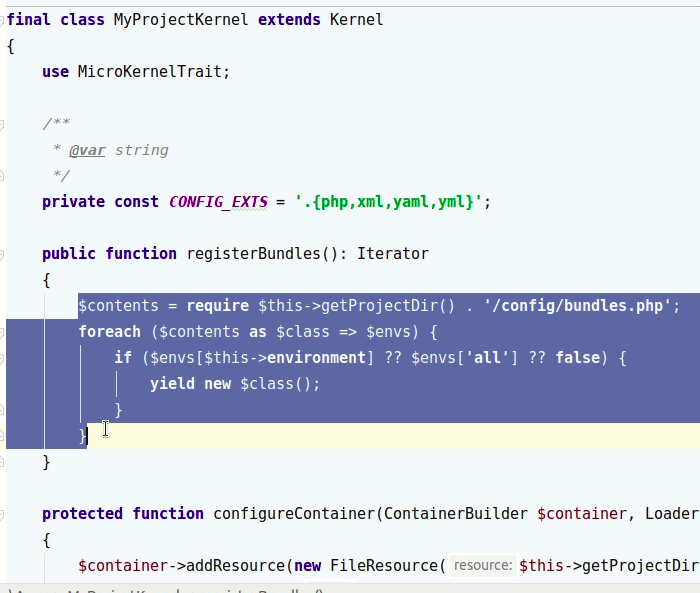 final class MyProjectKernel extends Kernel
{
    use MicroKernelTrait;
    /**
     * @var string
     */
    private const CONFIG_EXTS = '.{php,xml,yaml,yml}';
    public function registerBundles(): Iterator
    {
        $contents = require $this->getProjectDir() . '/config/bundles.php';
        foreach ($contents as $class => $envs) {
            if ($envs[$this->environment] ?? $envs['all'] ?? false) {
                yield new $class();
            }
        }
    }
    protected function configureContainer(ContainerBuilder $container, Loader
    {
        $container->addResource(new FileResource( resource: $this->getProjectDir